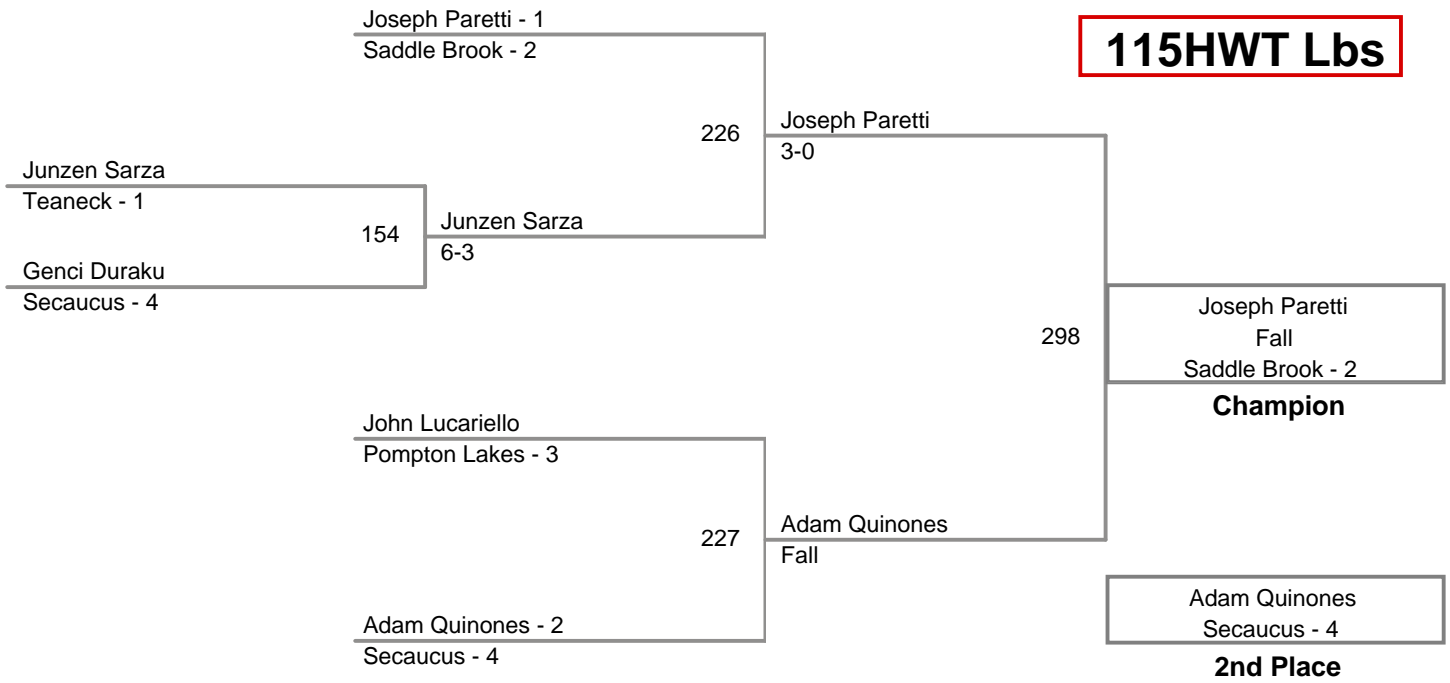 Joseph Paretti - 1
Saddle Brook - 2
115HWT Lbs
226
Joseph Paretti
3-0
Junzen Sarza
Teaneck - 1
154
Junzen Sarza
6-3
Genci Duraku
Secaucus - 4
298
Joseph Paretti
Fall
Saddle Brook - 2
Champion
John Lucariello
Pompton Lakes - 3
227
Adam Quinones
Fall
Adam Quinones - 2
Secaucus - 4
Adam Quinones
Secaucus - 4
2nd Place